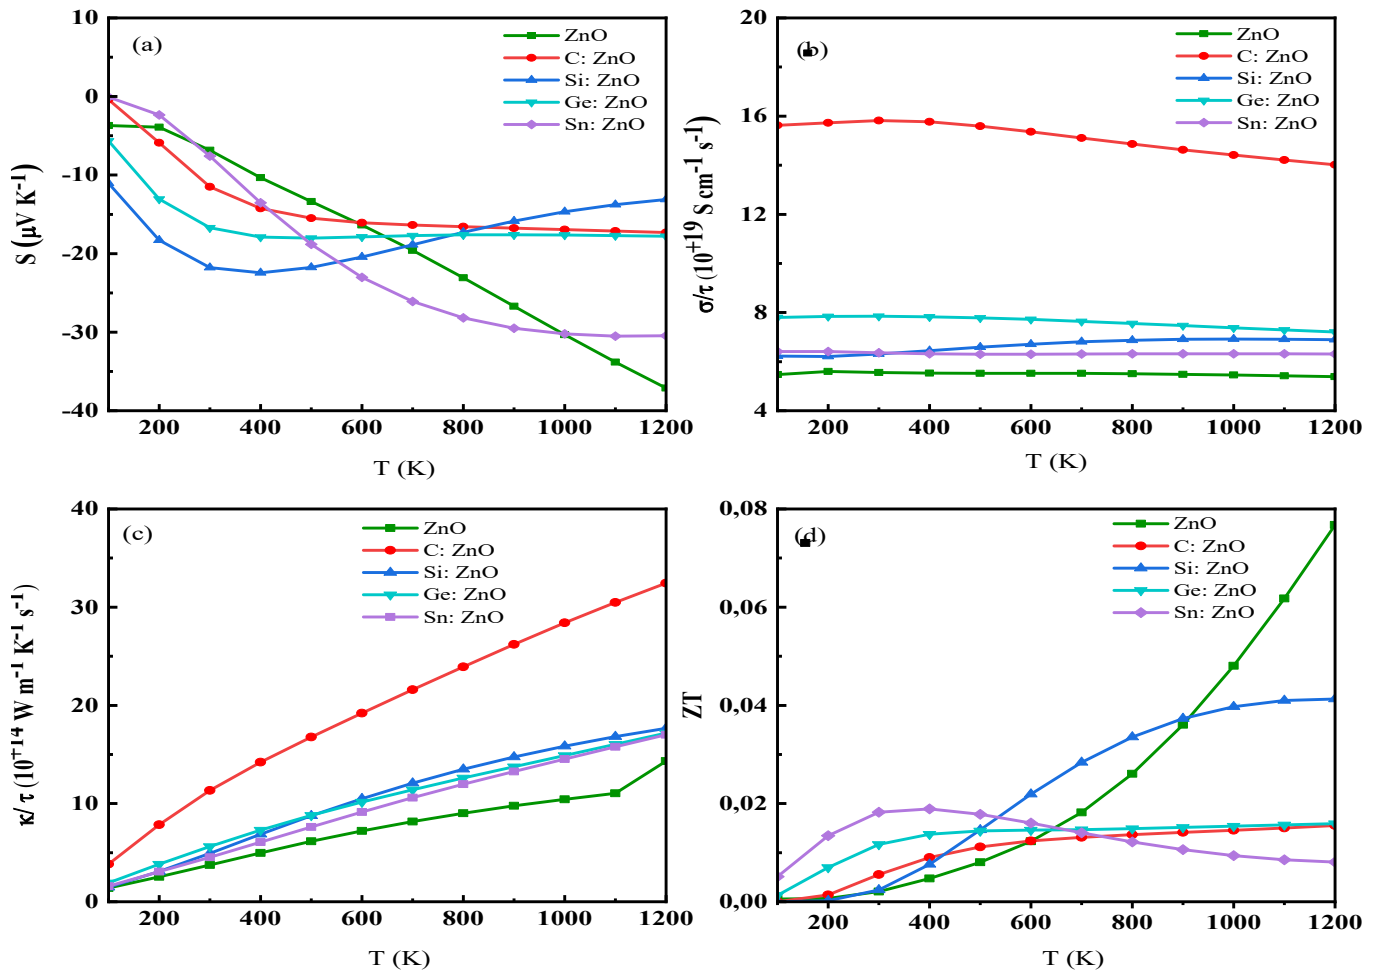 (a)
ZnO
C: ZnO
Si: ZnO
Ge: ZnO
Sn: ZnO
10
0
-10
-20
-30
-40
S (µV K⁻¹)
200 400 600 800 1000 1200
T (K)
(b)
ZnO
C: ZnO
Si: ZnO
Ge: ZnO
Sn: ZnO
20
16
12
8
4
σ/τ (10⁺¹⁹ S cm⁻¹ s⁻¹)
200 400 600 800 1000 1200
T (K)
(c)
ZnO
C: ZnO
Si: ZnO
Ge: ZnO
Sn: ZnO
40
30
20
10
0
κ/ τ (10⁺¹⁴ W m⁻¹ K⁻¹ s⁻¹)
200 400 600 800 1000 1200
T (K)
(d)
ZnO
C: ZnO
Si: ZnO
Ge: ZnO
Sn: ZnO
0,08
0,06
0,04
0,02
0,00
ZT
200 400 600 800 1000 1200
T (K)